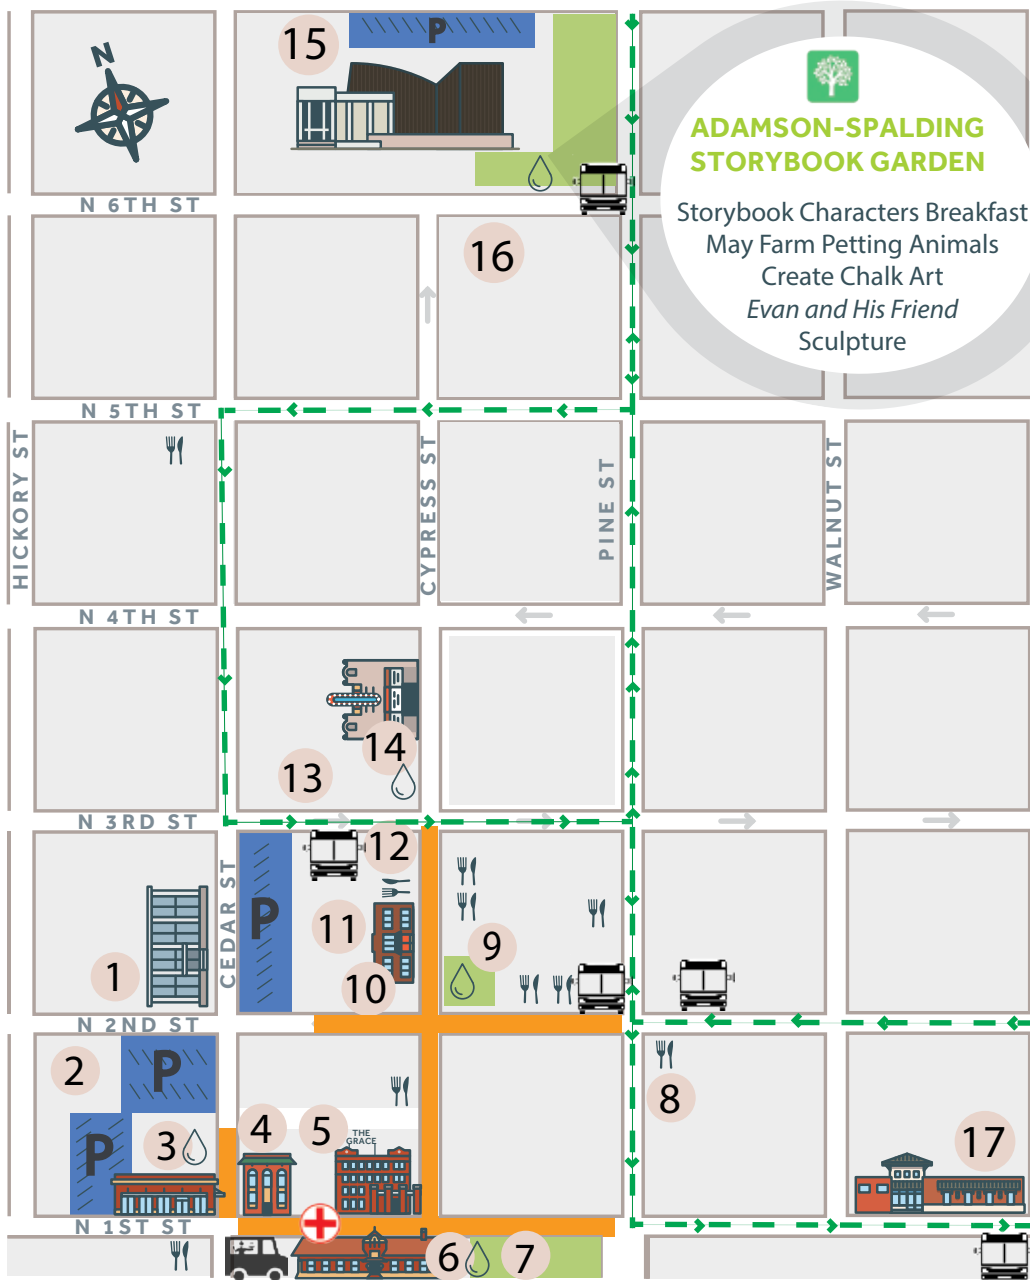 15
P
N
ADAMSON-SPALDING
STORYBOOK GARDEN
Storybook Characters Breakfast
May Farm Petting Animals
Create Chalk Art
Evan and His Friend
Sculpture
N 6TH ST
16
N 5TH ST
HICKORY ST
CYPRESS ST
PINE ST
WALNUT ST
N 4TH ST
14
13
N 3RD ST
12
CEDAR ST
P
11
9
1
10
N 2ND ST
2
P
8
3
P
4
5
THE
GRACE
17
N 1ST ST
6
7